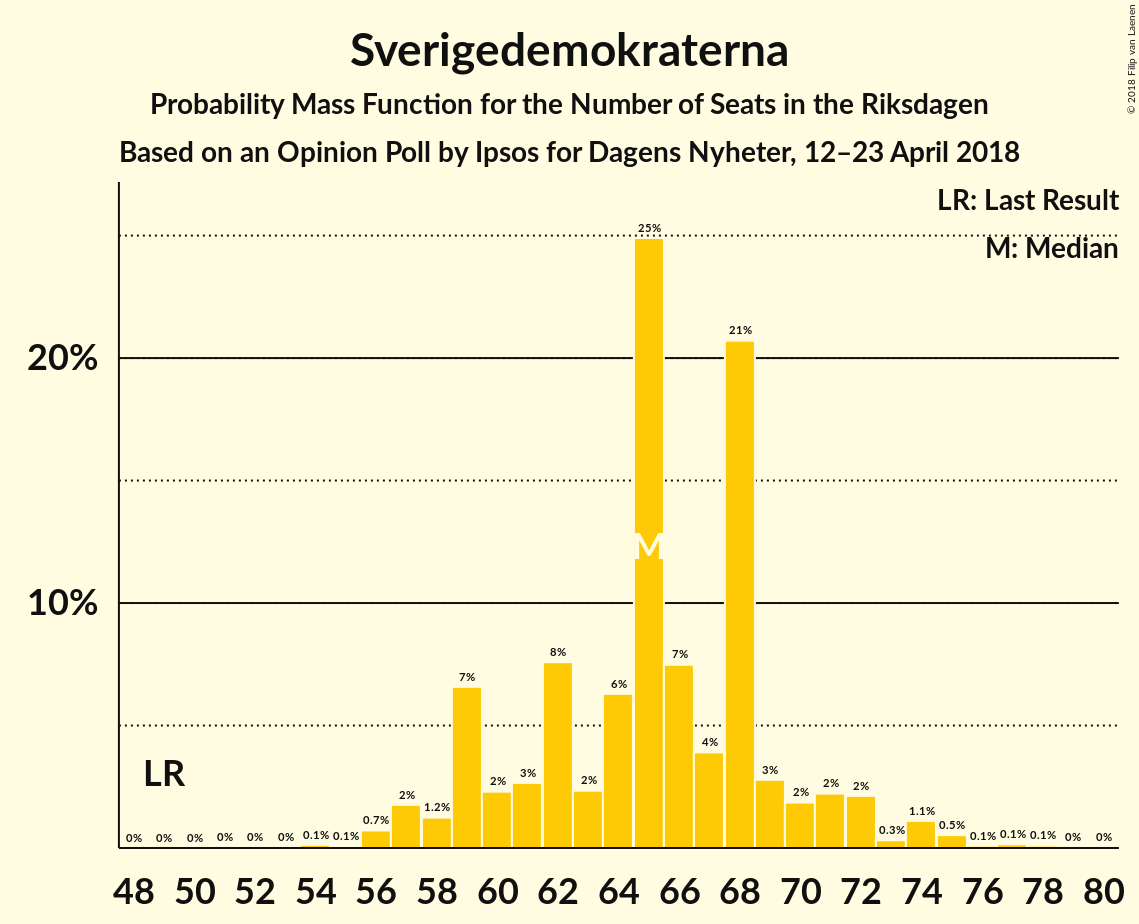 Sverigedemokraterna
Probability Mass Function for the Number of Seats in the Riksdagen
Based on an Opinion Poll by Ipsos for Dagens Nyheter, 12–23 April 2018
© 2018 Filip van Laenen
LR: Last Result
M: Median
20%
10%
LR
M
0% 0% 0% 0% 0% 0% 0.1% 0.1% 0.7% 2% 1.2% 7% 2% 3% 8% 2% 6% 25% 7% 4% 21% 3% 2% 2% 2% 0.3% 1.1% 0.5% 0.1% 0.1% 0.1% 0% 0%
48 50 52 54 56 58 60 62 64 66 68 70 72 74 76 78 80